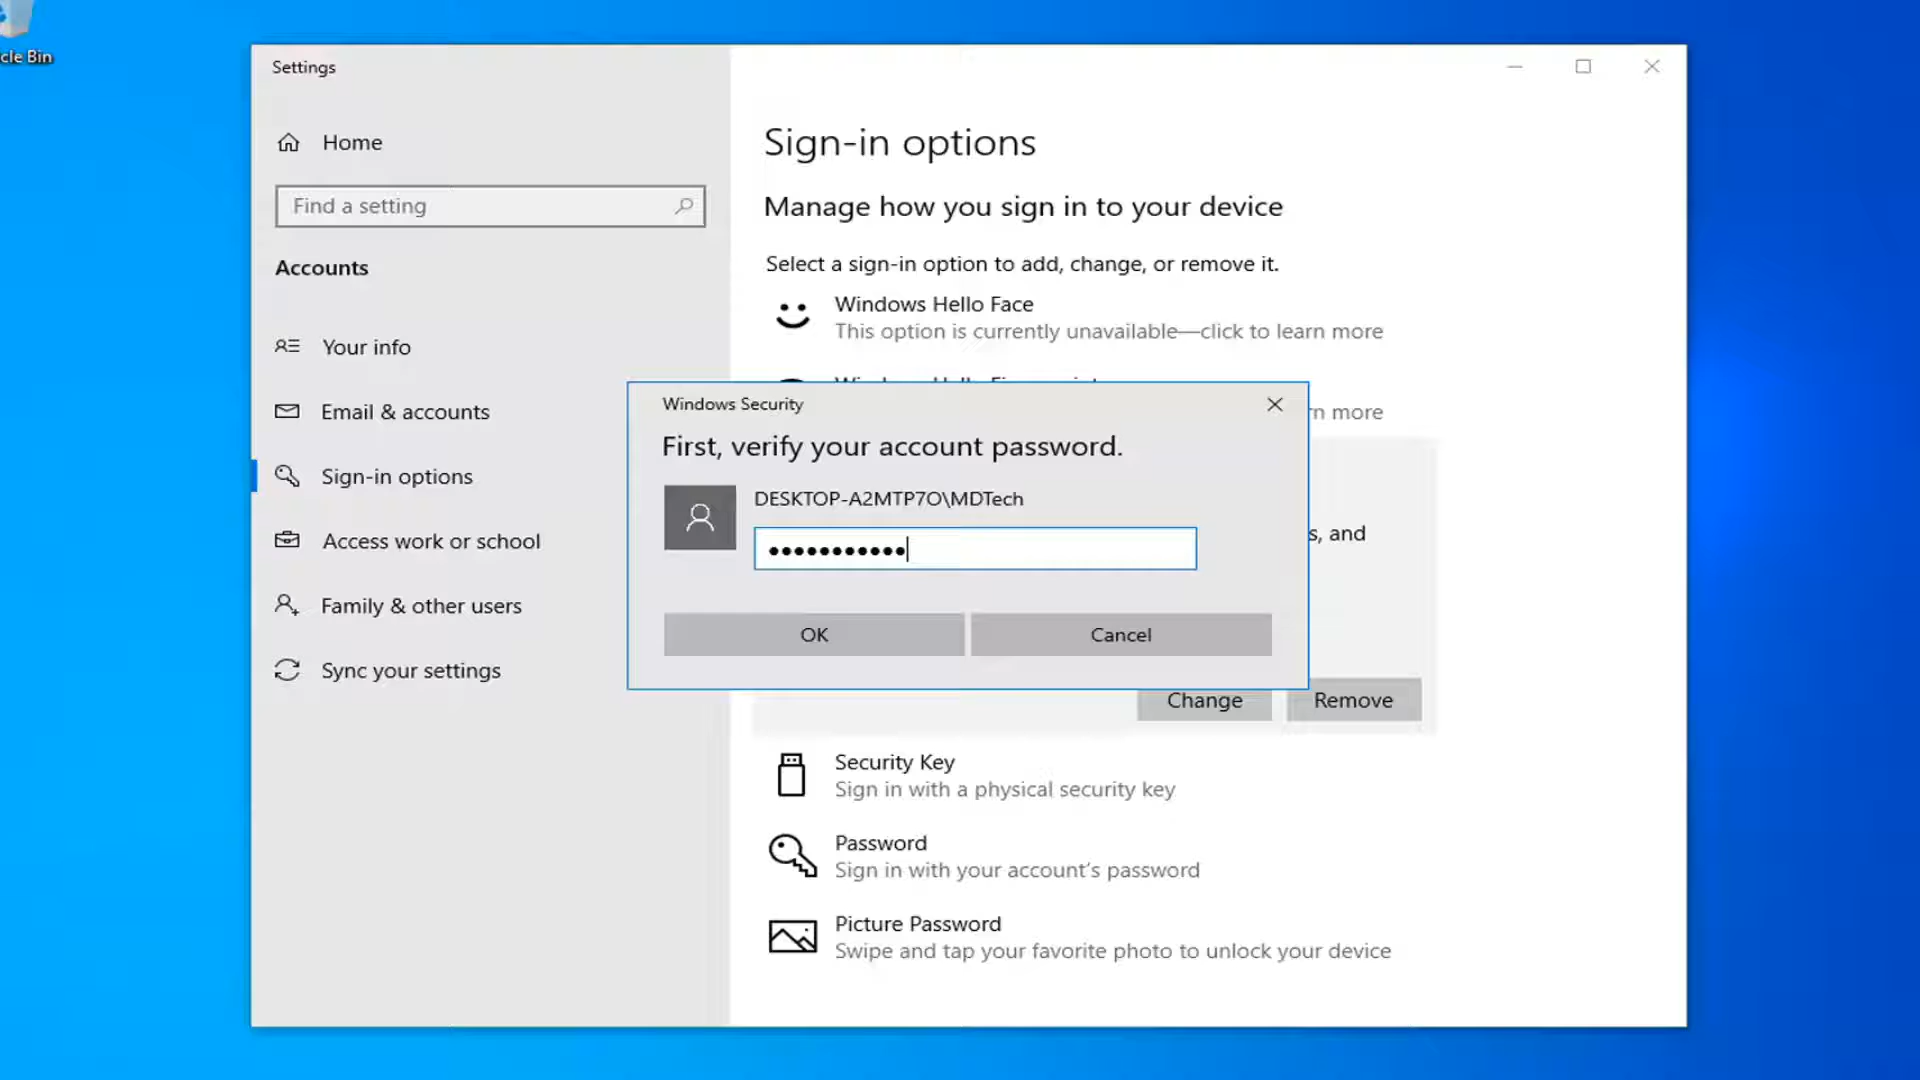 cle Bin
Settings
Home
Find a setting
Accounts
Your info
Email & accounts
Sign-in options
Access work or school
Family & other users
Sync your settings
Sign-in options
Manage how you sign in to your device
Select a sign-in option to add, change, or remove it.
Windows Hello Face
This option is currently unavailable—click to learn more
rn more
s, and
Windows Security
First, verify your account password.
DESKTOP-A2MTP7O\MDTech
●●●●●●●●●●●
OK
Cancel
Change
Remove
Security Key
Sign in with a physical security key
Password
Sign in with your account's password
Picture Password
Swipe and tap your favorite photo to unlock your device